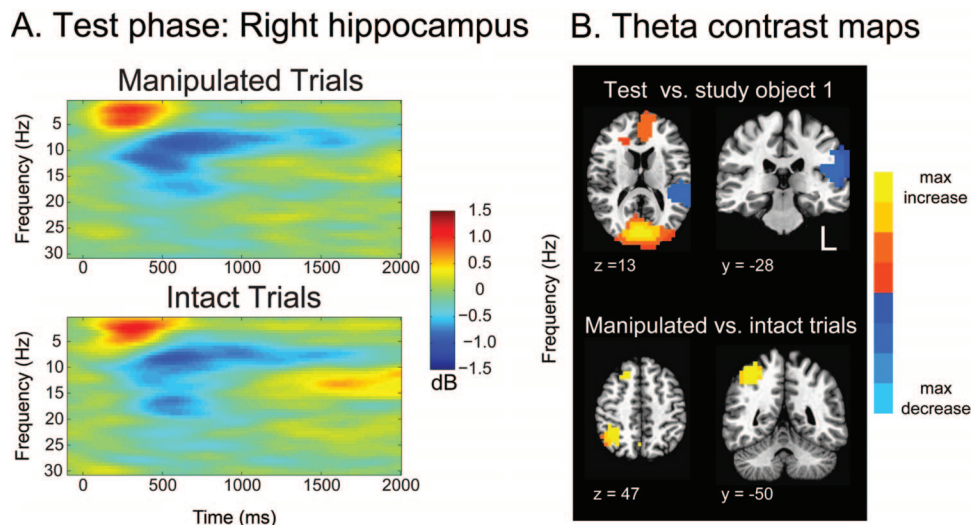 A. Test phase: Right hippocampus
Manipulated Trials
Frequency (Hz)
5
10
15
20
25
30
0 500 1000 1500 2000
Intact Trials
Frequency (Hz)
5
10
15
20
25
30
0 500 1000 1500 2000
Time (ms)
1.5
1.0
0.5
0
−0.5
−1.0
−1.5
dB
B. Theta contrast maps
Frequency (Hz)
Test vs. study object 1
L
z =13 y = -28
Manipulated vs. intact trials
z = 47 y = -50
max
increase
max
decrease